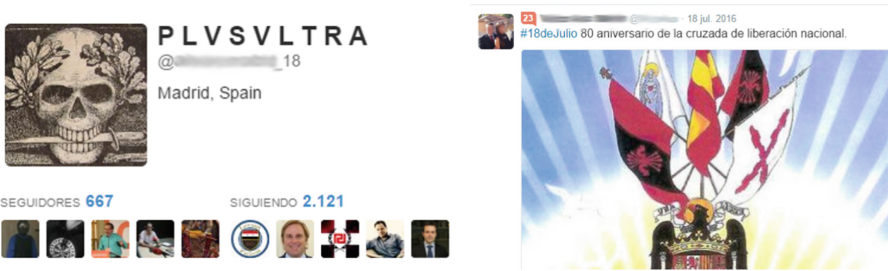 P L V S V L T R A
@ _18
Madrid, Spain
SEGUIDORES 667
SIGUIENDO 2.121
23
@ · 18 jul. 2016
#18deJulio 80 aniversario de la cruzada de liberación nacional.